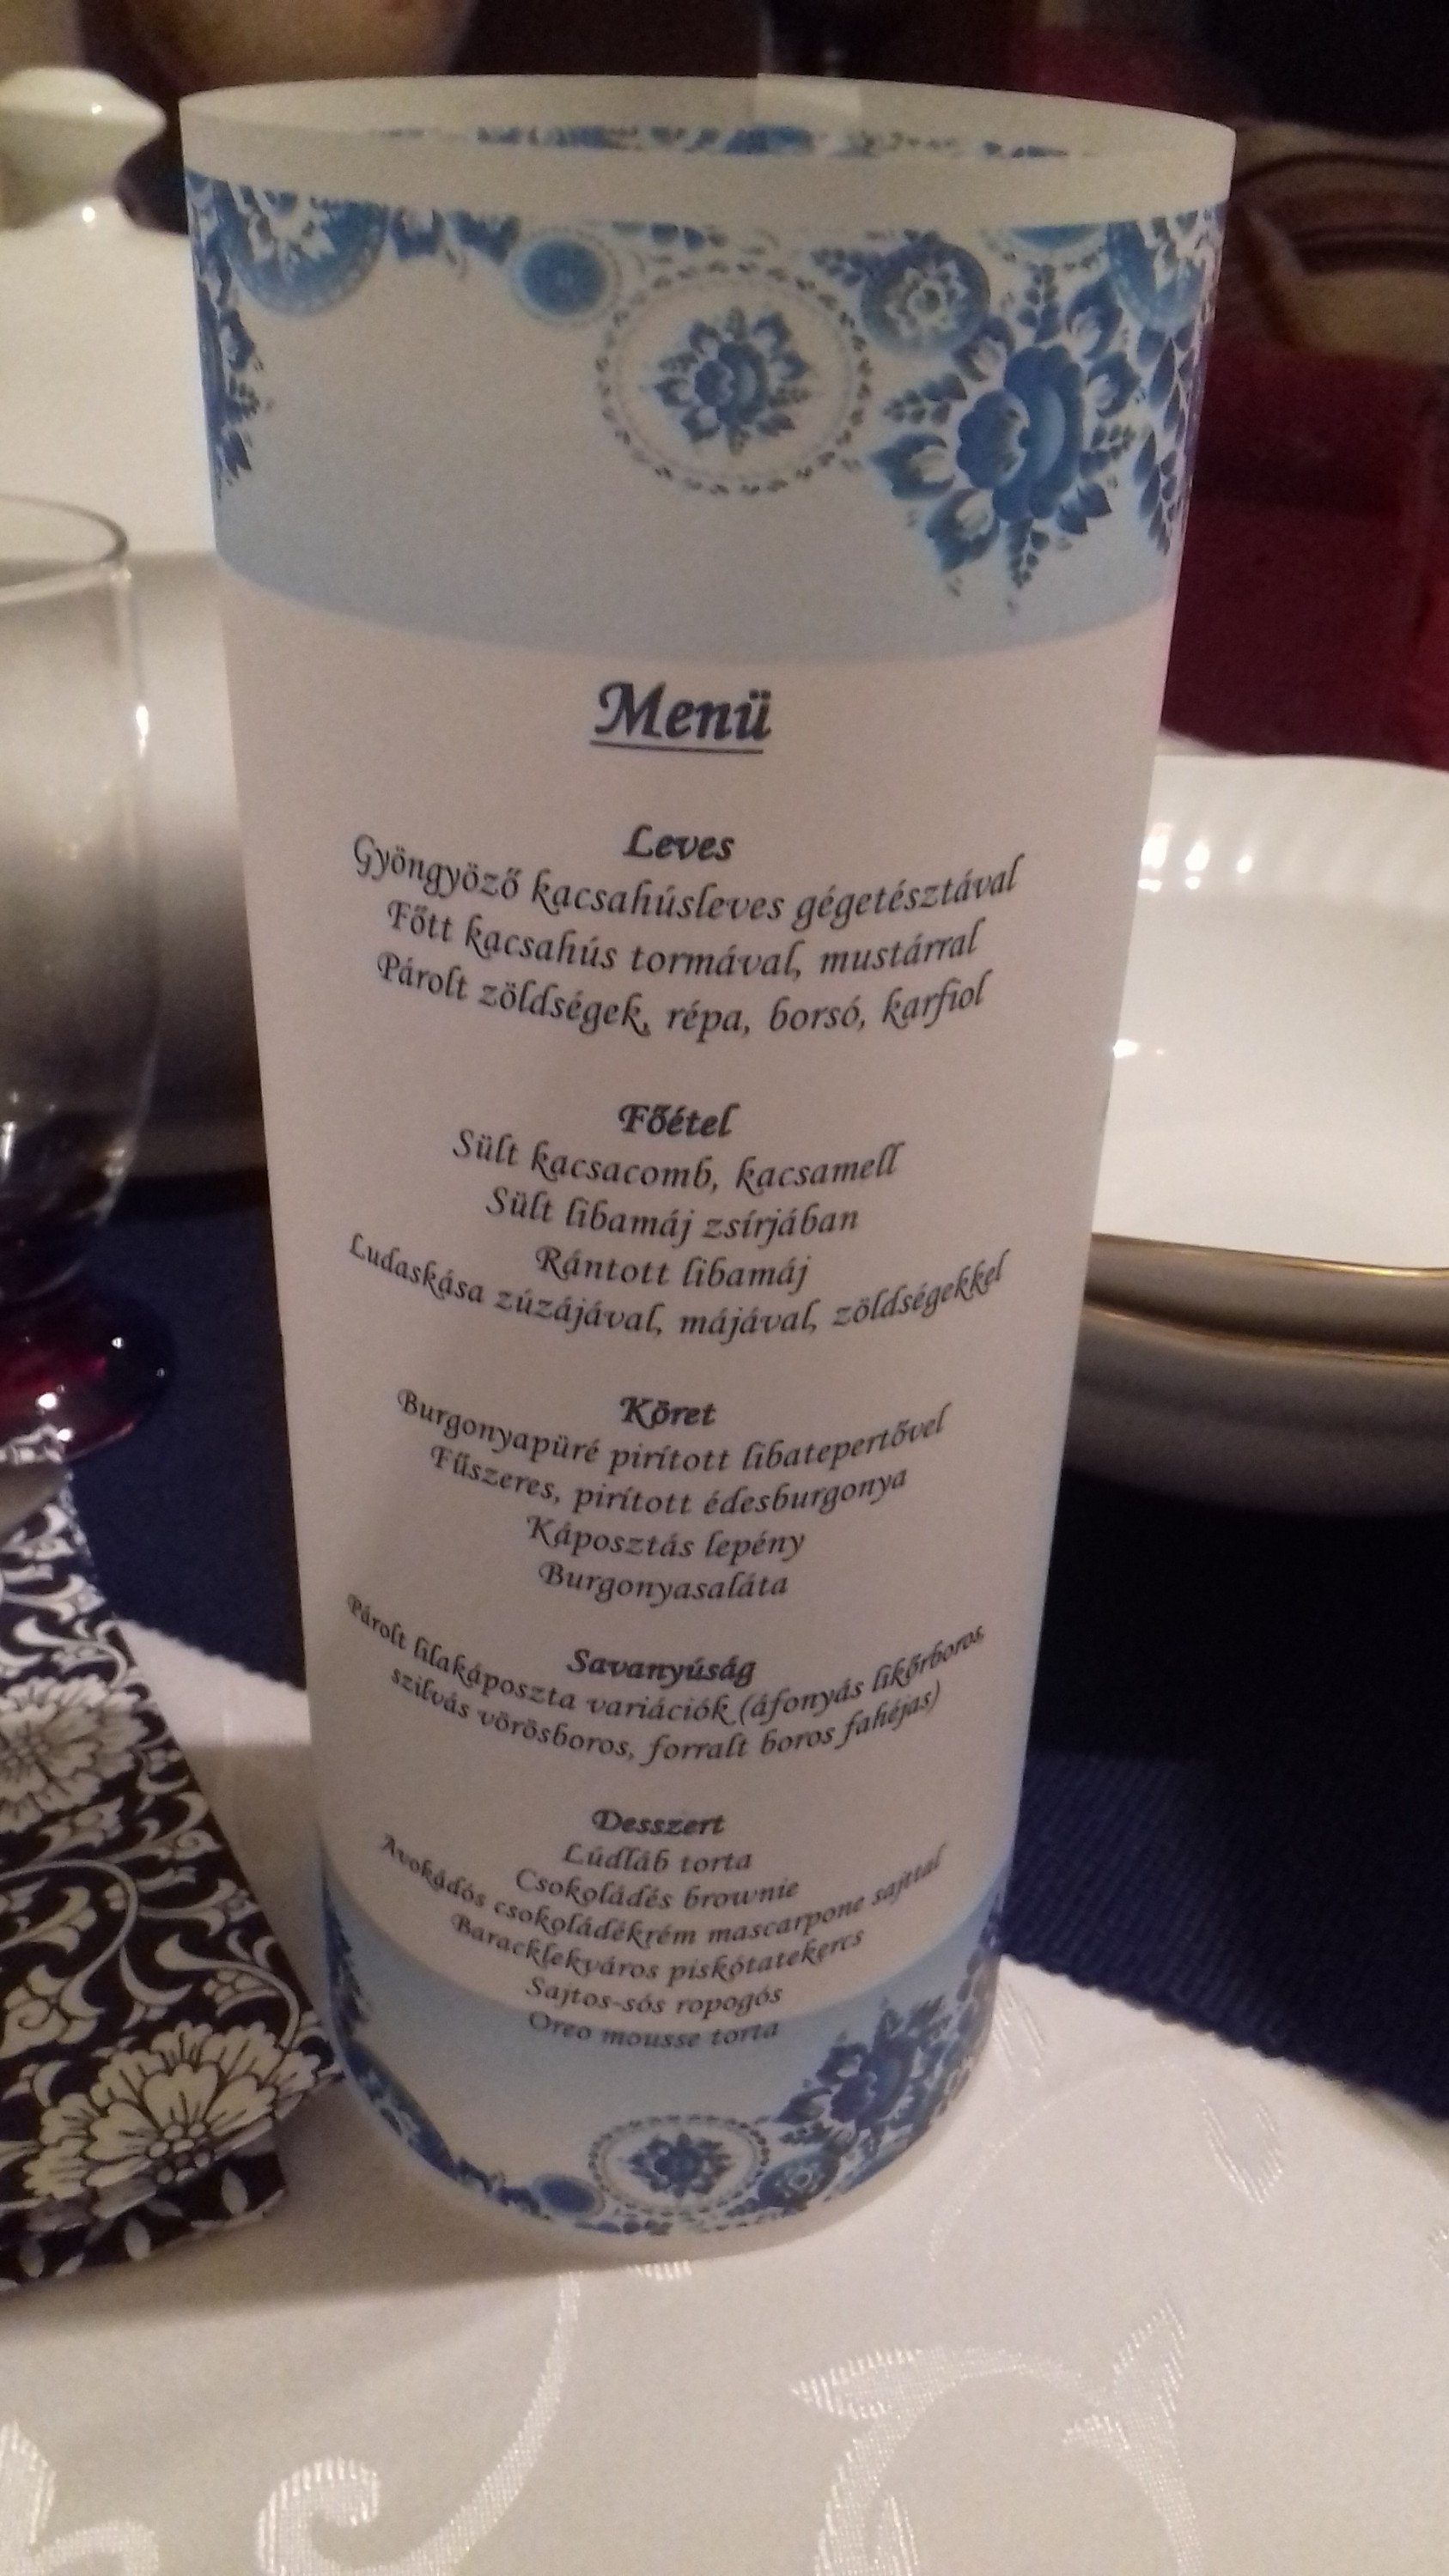 Menü
Leves
Gyöngyöző kacsahúsleves gégetésztával
Főtt kacsahús tormával, mustárral
Párolt zöldségek, répa, borsó, karfiol
Főétel
Sült kacsacomb, kacsamell
Sült libamáj zsírjában
Rántott libamáj
Ludaskása zúzájával, májával, zöldségekkel
Köret
Burgonyapüré pirított libatepertővel
Fűszeres, pirított édesburgonya
Káposztás lepény
Burgonyasaláta
Savanyúság
Párolt lilakáposzta variációk (áfonyás likőrboros,
szilvás vörösboros, forralt boros fahéjas)
Desszert
Lúdláb torta
Csokoládés brownie
Avokádós csokoládékrém mascarpone sajttal
Baracklekváros piskótatekercs
Sajtos-sós ropogós
Oreo mousse torta